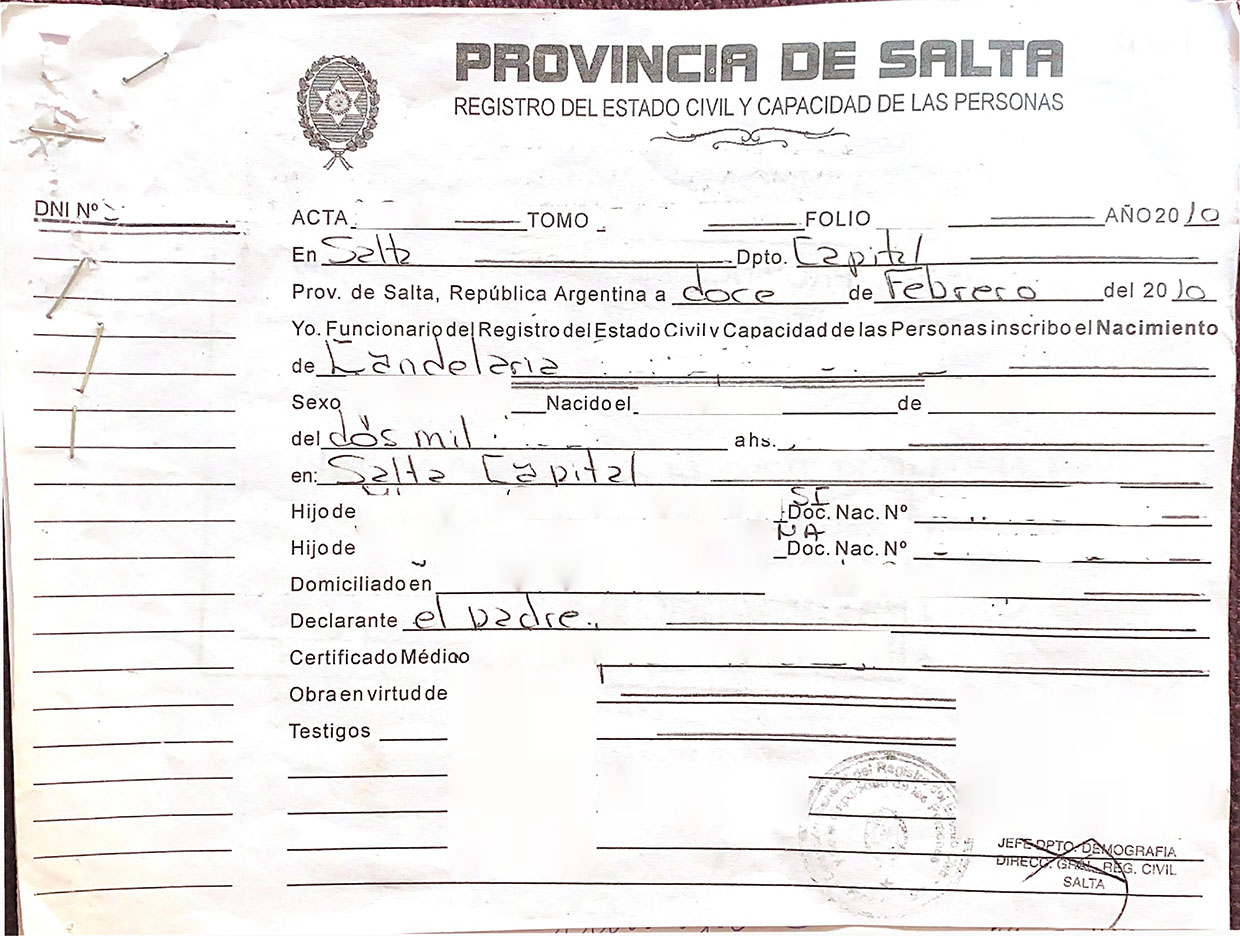 PROVINCIA DE SALTA
REGISTRO DEL ESTADO CIVIL Y CAPACIDAD DE LAS PERSONAS
DNI Nº
ACTA TOMO FOLIO AÑO 2010
En Salta Dpto. Capital
Prov. de Salta, República Argentina a doce de Febrero del 2010
Yo. Funcionario del Registro del Estado Civil y Capacidad de las Personas inscribo el Nacimiento
de Candelaria
Sexo Nacido el de
del dos mil ahs.
en: Salta Capital
SI
Hijo de Doc. Nac. Nº
NA
Hijo de Doc. Nac. Nº
Domiciliado en
Declarante el padre.
Certificado Médico
Obra en virtud de
Testigos
JEFE DPTO. DEMOGRAFIA
DIRECC. GRAL. REG. CIVIL
SALTA